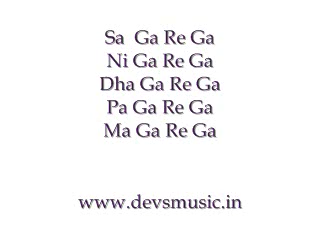 Sa Ga Re Ga
Ni Ga Re Ga
Dha Ga Re Ga
Pa Ga Re Ga
Ma Ga Re Ga
www.devsmusic.in